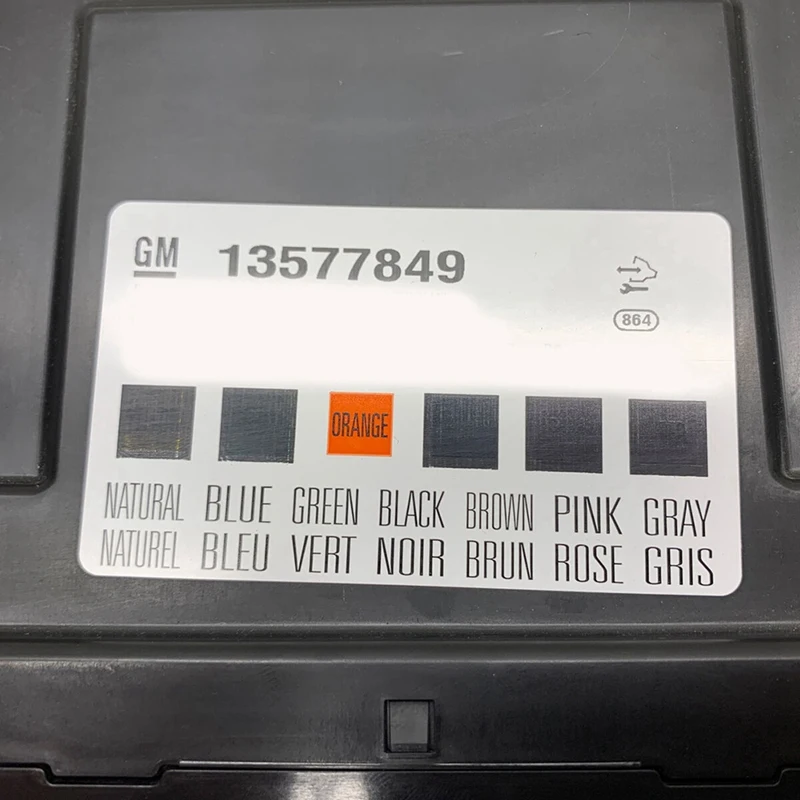 GM 13577849
864
ORANGE
NATURAL BLUE GREEN BLACK BROWN PINK GRAY
NATUREL BLEU VERT NOIR BRUN ROSE GRIS